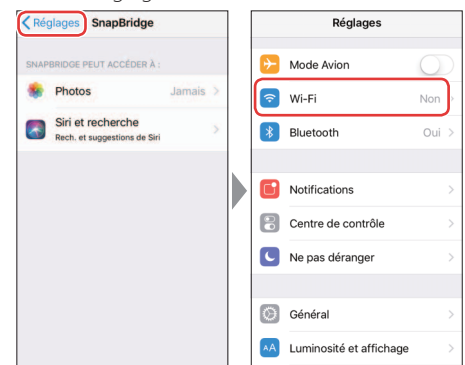 Réglages SnapBridge
SNAPBRIDGE PEUT ACCÉDER À :
Photos Jamais
Siri et recherche
Rech. et suggestions de Siri
Réglages
Mode Avion
Wi-Fi Non
Bluetooth Oui
Notifications
Centre de contrôle
Ne pas déranger
Général
Luminosité et affichage